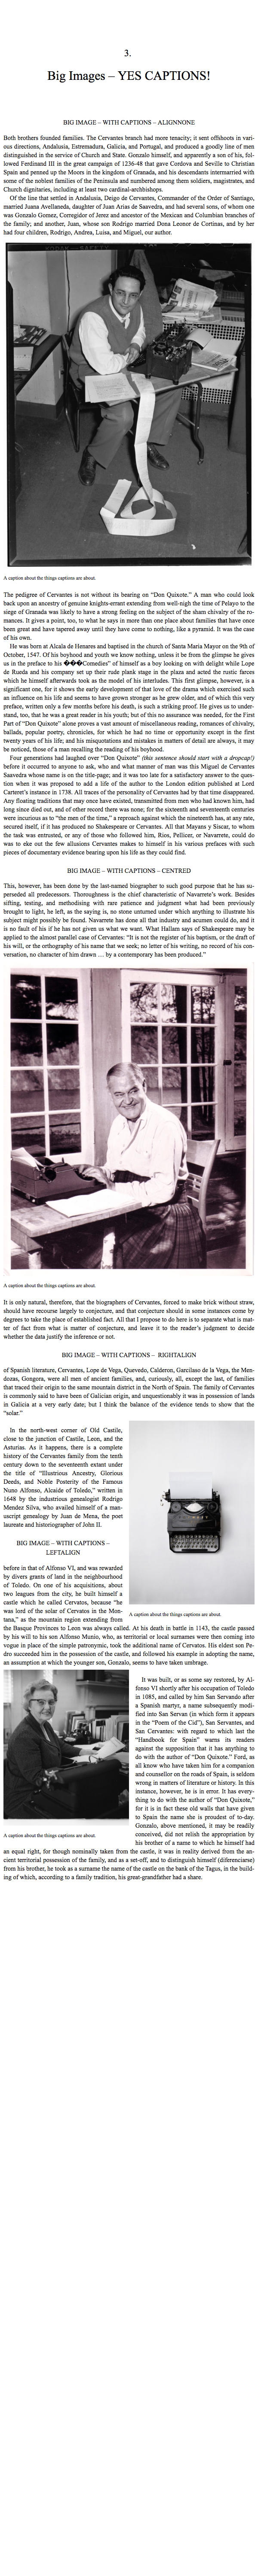 3.
Big Images – YES CAPTIONS!
BIG IMAGE – WITH CAPTIONS – ALIGNNONE
Both brothers founded families. The Cervantes branch had more tenacity; it sent offshoots in vari-
ous directions, Andalusia, Estremadura, Galicia, and Portugal, and produced a goodly line of men
distinguished in the service of Church and State. Gonzalo himself, and apparently a son of his, fol-
lowed Ferdinand III in the great campaign of 1236-48 that gave Cordova and Seville to Christian
Spain and penned up the Moors in the kingdom of Granada, and his descendants intermarried with
some of the noblest families of the Peninsula and numbered among them soldiers, magistrates, and
Church dignitaries, including at least two cardinal-archbishops.
Of the line that settled in Andalusia, Deigo de Cervantes, Commander of the Order of Santiago,
married Juana Avellaneda, daughter of Juan Arias de Saavedra, and had several sons, of whom one
was Gonzalo Gomez, Corregidor of Jerez and ancestor of the Mexican and Columbian branches of
the family; and another, Juan, whose son Rodrigo married Dona Leonor de Cortinas, and by her
had four children, Rodrigo, Andrea, Luisa, and Miguel, our author.
A caption about the things captions are about.
The pedigree of Cervantes is not without its bearing on “Don Quixote.” A man who could look
back upon an ancestry of genuine knights-errant extending from well-nigh the time of Pelayo to the
siege of Granada was likely to have a strong feeling on the subject of the sham chivalry of the ro-
mances. It gives a point, too, to what he says in more than one place about families that have once
been great and have tapered away until they have come to nothing, like a pyramid. It was the case
of his own.
He was born at Alcala de Henares and baptised in the church of Santa Maria Mayor on the 9th of
October, 1547. Of his boyhood and youth we know nothing, unless it be from the glimpse he gives
us in the preface to his ���Comedies” of himself as a boy looking on with delight while Lope
de Rueda and his company set up their rude plank stage in the plaza and acted the rustic farces
which he himself afterwards took as the model of his interludes. This first glimpse, however, is a
significant one, for it shows the early development of that love of the drama which exercised such
an influence on his life and seems to have grown stronger as he grew older, and of which this very
preface, written only a few months before his death, is such a striking proof. He gives us to under-
stand, too, that he was a great reader in his youth; but of this no assurance was needed, for the First
Part of “Don Quixote” alone proves a vast amount of miscellaneous reading, romances of chivalry,
ballads, popular poetry, chronicles, for which he had no time or opportunity except in the first
twenty years of his life; and his misquotations and mistakes in matters of detail are always, it may
be noticed, those of a man recalling the reading of his boyhood.
Four generations had laughed over “Don Quixote” (this sentence should start with a dropcap!)
before it occurred to anyone to ask, who and what manner of man was this Miguel de Cervantes
Saavedra whose name is on the title-page; and it was too late for a satisfactory answer to the ques-
tion when it was proposed to add a life of the author to the London edition published at Lord
Carteret’s instance in 1738. All traces of the personality of Cervantes had by that time disappeared.
Any floating traditions that may once have existed, transmitted from men who had known him, had
long since died out, and of other record there was none; for the sixteenth and seventeenth centuries
were incurious as to “the men of the time,” a reproach against which the nineteenth has, at any rate,
secured itself, if it has produced no Shakespeare or Cervantes. All that Mayans y Siscar, to whom
the task was entrusted, or any of those who followed him, Rios, Pellicer, or Navarrete, could do
was to eke out the few allusions Cervantes makes to himself in his various prefaces with such
pieces of documentary evidence bearing upon his life as they could find.
BIG IMAGE – WITH CAPTIONS – CENTRED
This, however, has been done by the last-named biographer to such good purpose that he has su-
perseded all predecessors. Thoroughness is the chief characteristic of Navarrete’s work. Besides
sifting, testing, and methodising with rare patience and judgment what had been previously
brought to light, he left, as the saying is, no stone unturned under which anything to illustrate his
subject might possibly be found. Navarrete has done all that industry and acumen could do, and it
is no fault of his if he has not given us what we want. What Hallam says of Shakespeare may be
applied to the almost parallel case of Cervantes: “It is not the register of his baptism, or the draft of
his will, or the orthography of his name that we seek; no letter of his writing, no record of his con-
versation, no character of him drawn … by a contemporary has been produced.”
A caption about the things captions are about.
It is only natural, therefore, that the biographers of Cervantes, forced to make brick without straw,
should have recourse largely to conjecture, and that conjecture should in some instances come by
degrees to take the place of established fact. All that I propose to do here is to separate what is mat-
ter of fact from what is matter of conjecture, and leave it to the reader’s judgment to decide
whether the data justify the inference or not.
BIG IMAGE – WITH CAPTIONS – RIGHTALIGN
of Spanish literature, Cervantes, Lope de Vega, Quevedo, Calderon, Garcilaso de la Vega, the Men-
dozas, Gongora, were all men of ancient families, and, curiously, all, except the last, of families
that traced their origin to the same mountain district in the North of Spain. The family of Cervantes
is commonly said to have been of Galician origin, and unquestionably it was in possession of lands
in Galicia at a very early date; but I think the balance of the evidence tends to show that the
“solar,”
In the north-west corner of Old Castile,
close to the junction of Castile, Leon, and the
Asturias. As it happens, there is a complete
history of the Cervantes family from the tenth
century down to the seventeenth extant under
the title of “Illustrious Ancestry, Glorious
Deeds, and Noble Posterity of the Famous
Nuno Alfonso, Alcaide of Toledo,” written in
1648 by the industrious genealogist Rodrigo
Mendez Silva, who availed himself of a man-
uscript genealogy by Juan de Mena, the poet
laureate and historiographer of John II.
A caption about the things captions are about.
BIG IMAGE – WITH CAPTIONS –
LEFTALIGN
before in that of Alfonso VI, and was rewarded
by divers grants of land in the neighbourhood
of Toledo. On one of his acquisitions, about
two leagues from the city, he built himself a
castle which he called Cervatos, because “he
was lord of the solar of Cervatos in the Mon-
tana,” as the mountain region extending from
the Basque Provinces to Leon was always called. At his death in battle in 1143, the castle passed
by his will to his son Alfonso Munio, who, as territorial or local surnames were then coming into
vogue in place of the simple patronymic, took the additional name of Cervatos. His eldest son Pe-
dro succeeded him in the possession of the castle, and followed his example in adopting the name,
an assumption at which the younger son, Gonzalo, seems to have taken umbrage.
A caption about the things captions are about.
It was built, or as some say restored, by Al-
fonso VI shortly after his occupation of Toledo
in 1085, and called by him San Servando after
a Spanish martyr, a name subsequently modi-
fied into San Servan (in which form it appears
in the “Poem of the Cid”), San Servantes, and
San Cervantes: with regard to which last the
“Handbook for Spain” warns its readers
against the supposition that it has anything to
do with the author of “Don Quixote.” Ford, as
all know who have taken him for a companion
and counsellor on the roads of Spain, is seldom
wrong in matters of literature or history. In this
instance, however, he is in error. It has every-
thing to do with the author of “Don Quixote,”
for it is in fact these old walls that have given
to Spain the name she is proudest of to-day.
Gonzalo, above mentioned, it may be readily
conceived, did not relish the appropriation by
his brother of a name to which he himself had
an equal right, for though nominally taken from the castle, it was in reality derived from the an-
cient territorial possession of the family, and as a set-off, and to distinguish himself (diferenciarse)
from his brother, he took as a surname the name of the castle on the bank of the Tagus, in the build-
ing of which, according to a family tradition, his great-grandfather had a share.